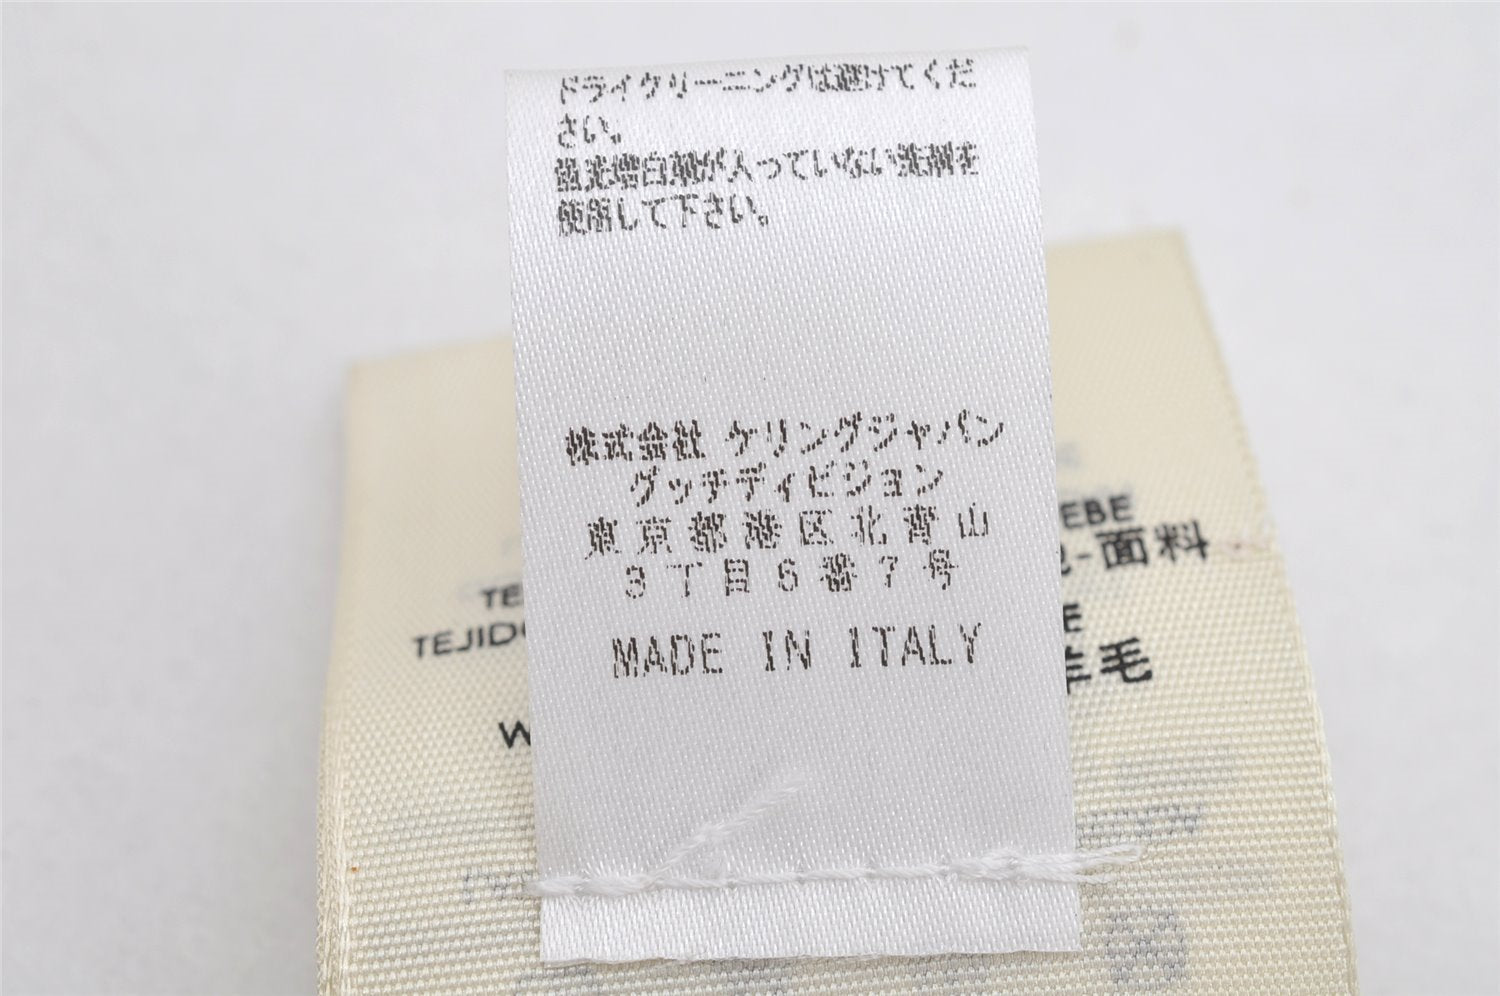 ドライクリーニングは避けてくだ
さい。
蛍光増白剤が入っていない洗剤を
使用して下さい。
株式会社 ケリングジャパン
グッチディビジョン
東京都港区北青山
3丁目6番7号
MADE IN ITALY
EBE
-面料
TE
TEJID
E
羊毛
W